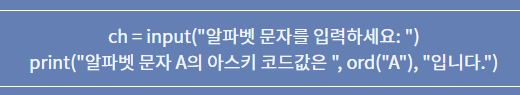 ch = input("알파벳 문자를 입력하세요: ")
print("알파벳 문자 A의 아스키 코드값은 ", ord("A"), "입니다.")